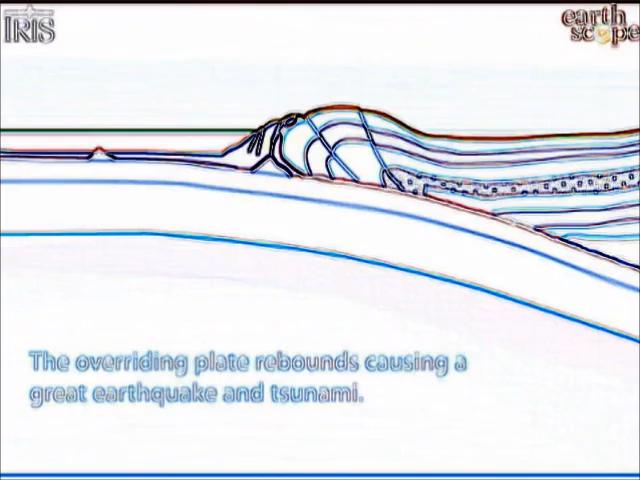 IRIS
earth
scope
The overriding plate rebounds causing a
great earthquake and tsunami.